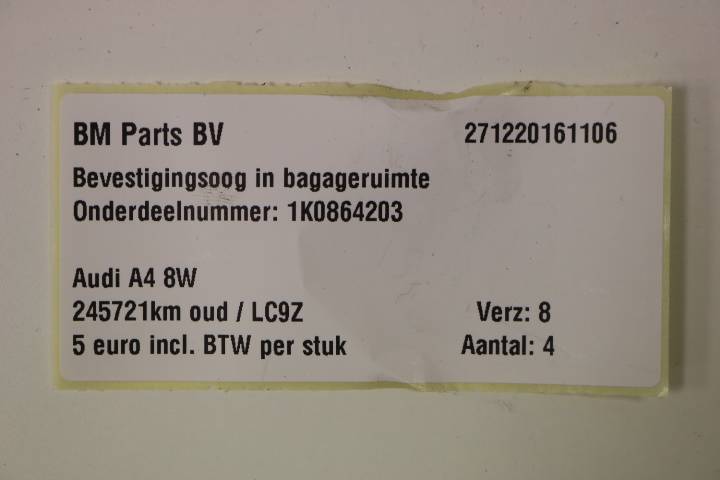 BM Parts BV 271220161106
Bevestigingsoog in bagageruimte
Onderdeelnummer: 1K0864203
Audi A4 8W
245721km oud / LC9Z Verz: 8
5 euro incl. BTW per stuk Aantal: 4